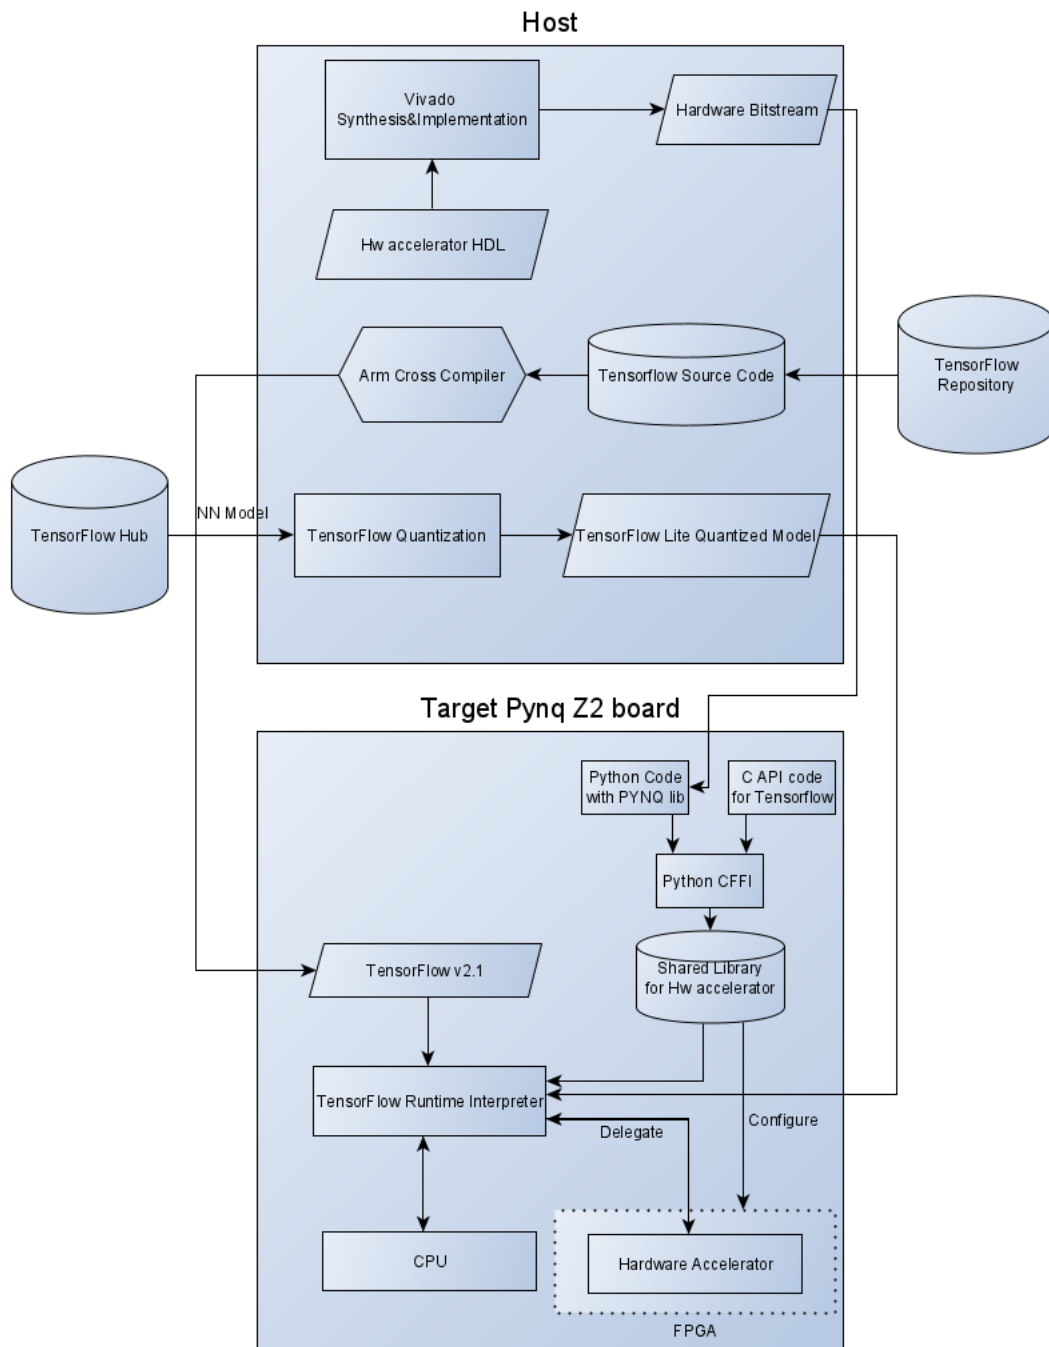 Host
Vivado
Synthesis&Implementation
Hardware Bitstream
Hw accelerator HDL
Arm Cross Compiler
Tensorflow Source Code
TensorFlow
Repository
TensorFlow Hub
NN Model
TensorFlow Quantization
TensorFlow Lite Quantized Model
Target Pynq Z2 board
Python Code
with PYNQ lib
C API code
for Tensorflow
Python CFFI
TensorFlow v2.1
Shared Library
for Hw accelerator
TensorFlow Runtime Interpreter
Delegate
Configure
CPU
Hardware Accelerator
FPGA